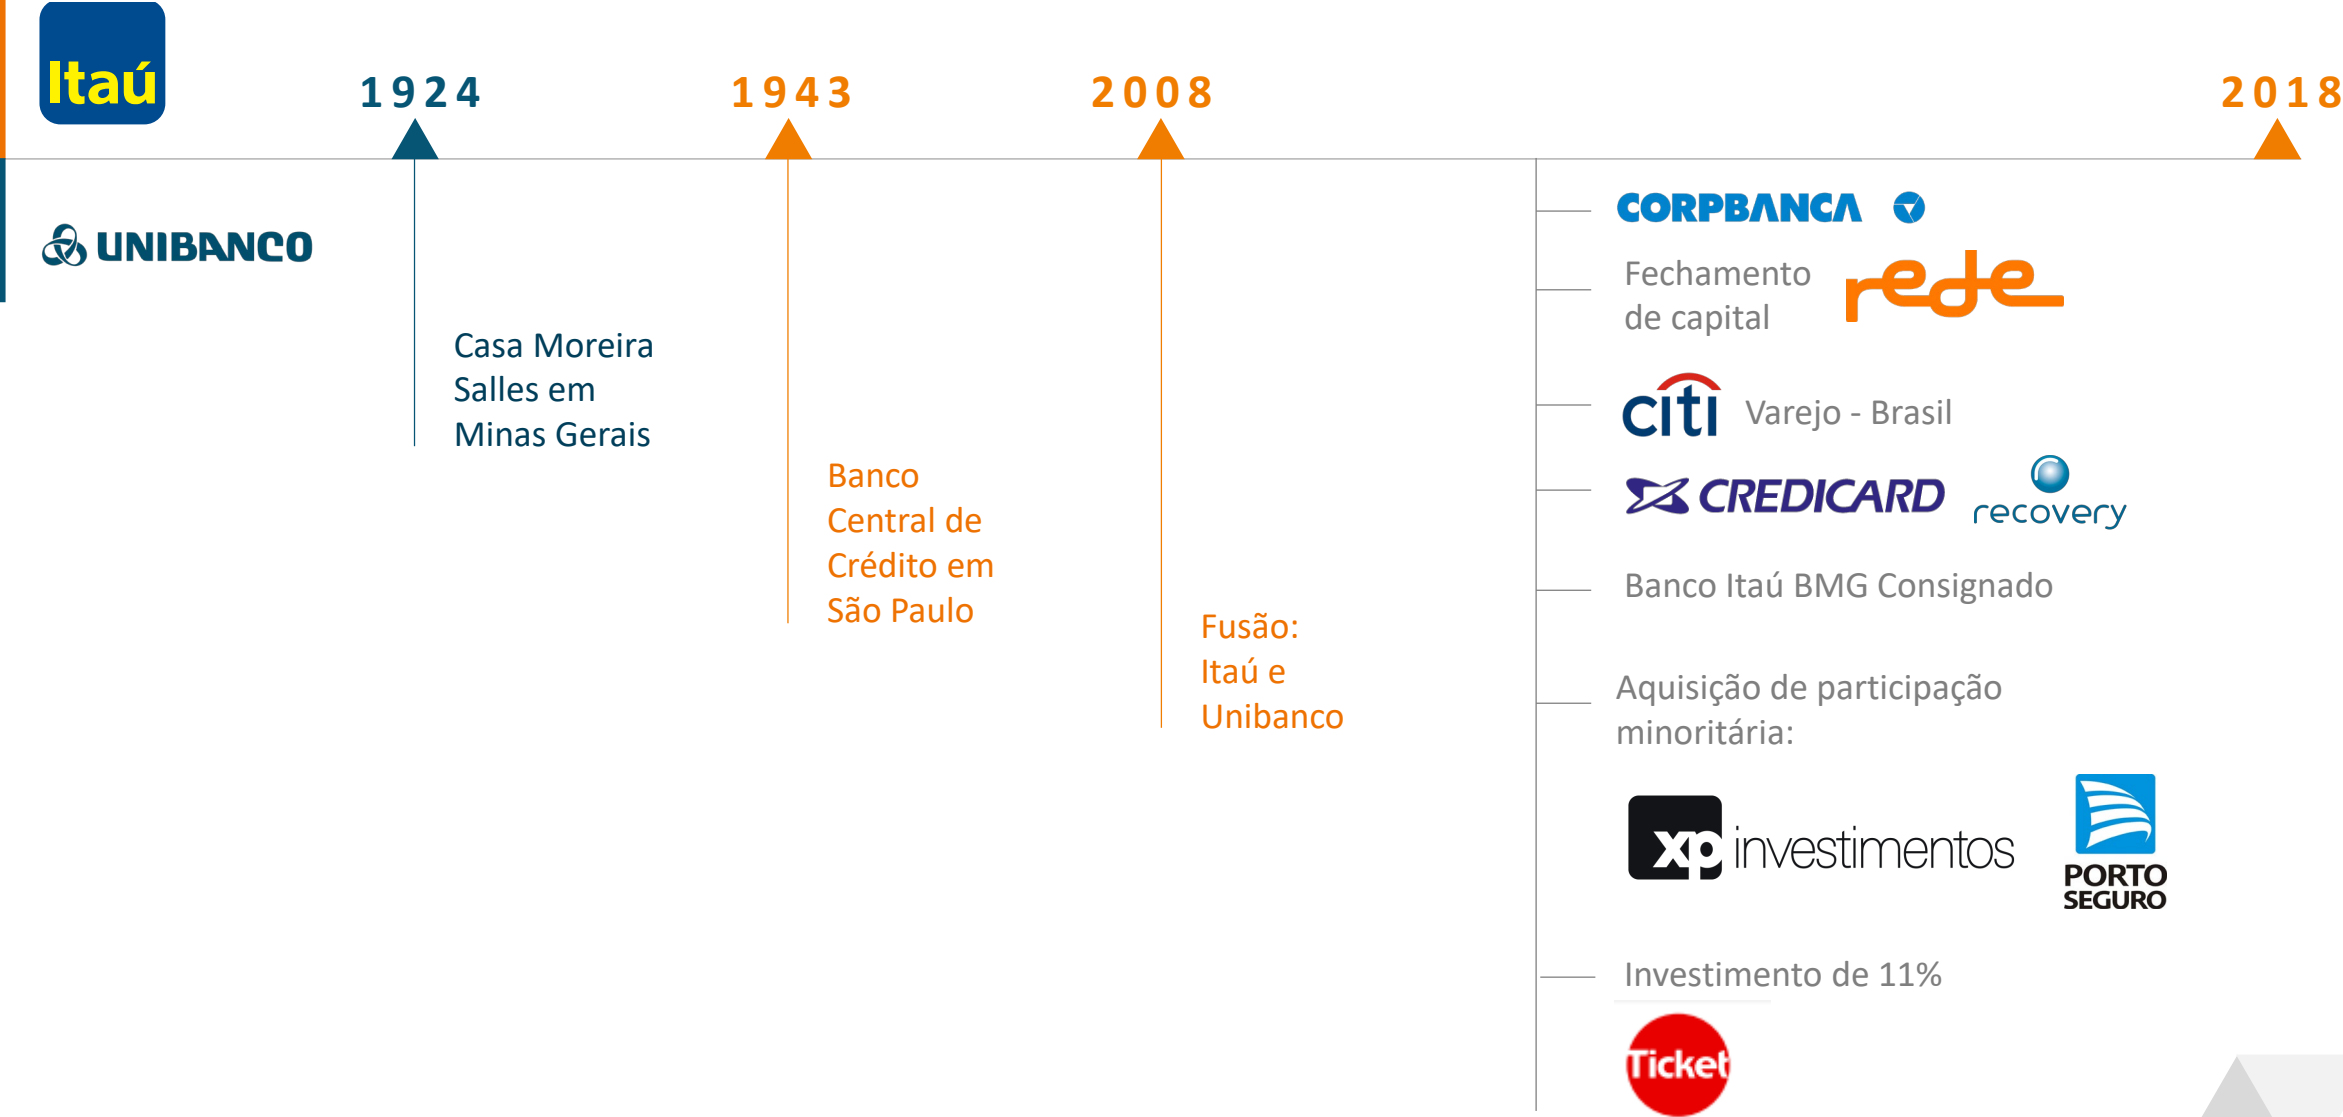 Itaú
1924
1943
2008
2018
UNIBANCO
Casa Moreira
Salles em
Minas Gerais
Banco
Central de
Crédito em
São Paulo
Fusão:
Itaú e
Unibanco
CORPBANCA
Fechamento
de capital
rede
citi
Varejo - Brasil
CREDICARD
recovery
Banco Itaú BMG Consignado
Aquisição de participação
minoritária:
xp investimentos
PORTO
SEGURO
Investimento de 11%
Ticket